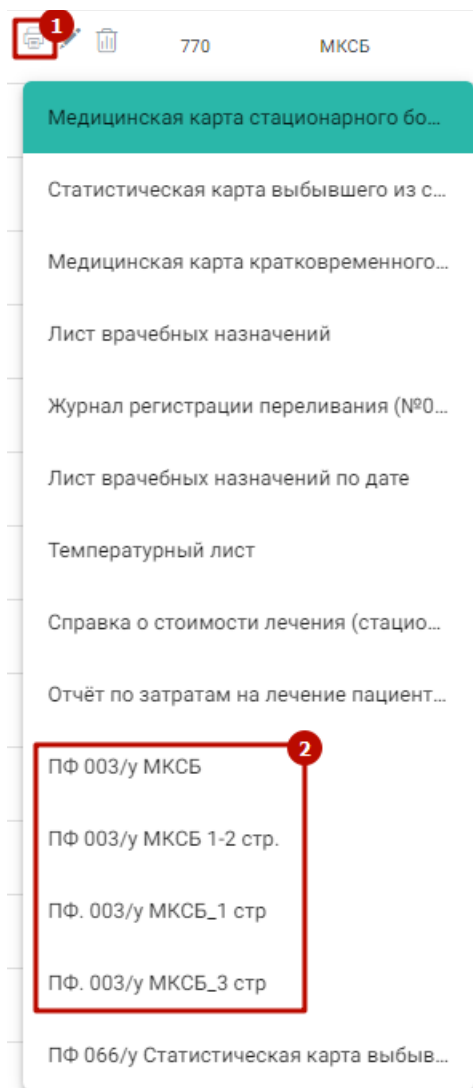 1
770 МКСБ
Медицинская карта стационарного бо...
Статистическая карта выбывшего из с...
Медицинская карта кратковременного...
Лист врачебных назначений
Журнал регистрации переливания (№0...
Лист врачебных назначений по дате
Температурный лист
Справка о стоимости лечения (стацио...
Отчёт по затратам на лечение пациент...
2
ПФ 003/у МКСБ
ПФ 003/у МКСБ 1-2 стр.
ПФ. 003/у МКСБ_1 стр
ПФ. 003/у МКСБ_3 стр
ПФ 066/у Статистическая карта выбыв...